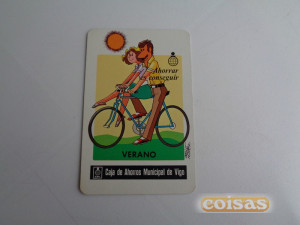 Ahorrar
es conseguir
VERANO
Caja de Ahorros Municipal de Vigo
coisas